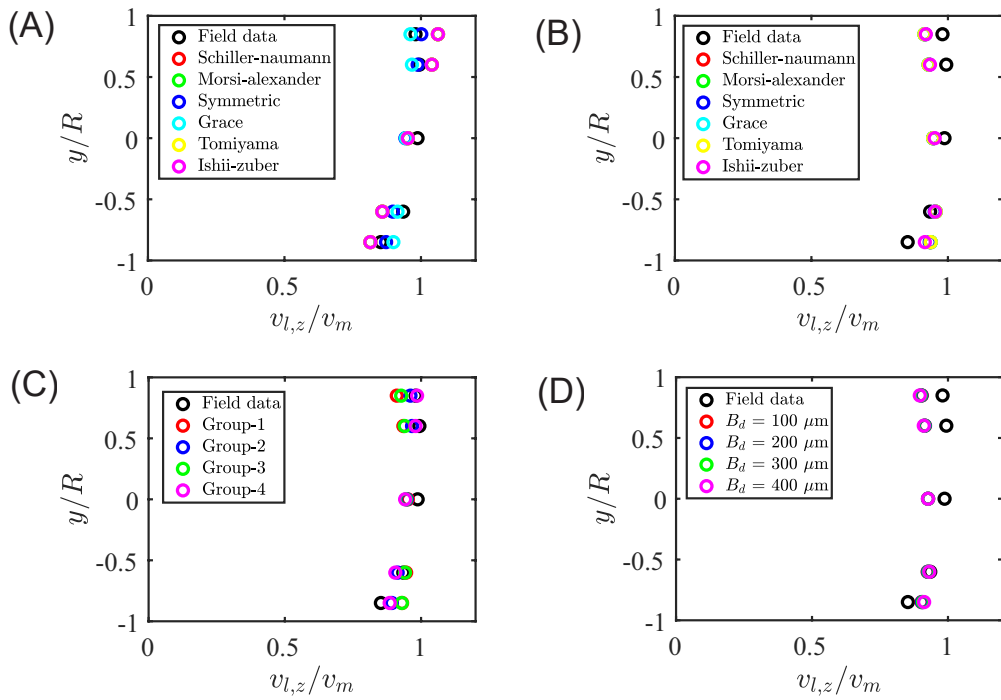 (A)
1
0.5
0
-0.5
-1
y/R
Field data
Schiller-naumann
Morsi-alexander
Symmetric
Grace
Tomiyama
Ishii-zuber
0 0.5 1
v_{l,z}/v_m
(B)
1
0.5
0
-0.5
-1
y/R
Field data
Schiller-naumann
Morsi-alexander
Symmetric
Grace
Tomiyama
Ishii-zuber
0 0.5 1
v_{l,z}/v_m
(C)
1
0.5
0
-0.5
-1
y/R
Field data
Group-1
Group-2
Group-3
Group-4
0 0.5 1
v_{l,z}/v_m
(D)
1
0.5
0
-0.5
-1
y/R
Field data
B_d = 100 μm
B_d = 200 μm
B_d = 300 μm
B_d = 400 μm
0 0.5 1
v_{l,z}/v_m